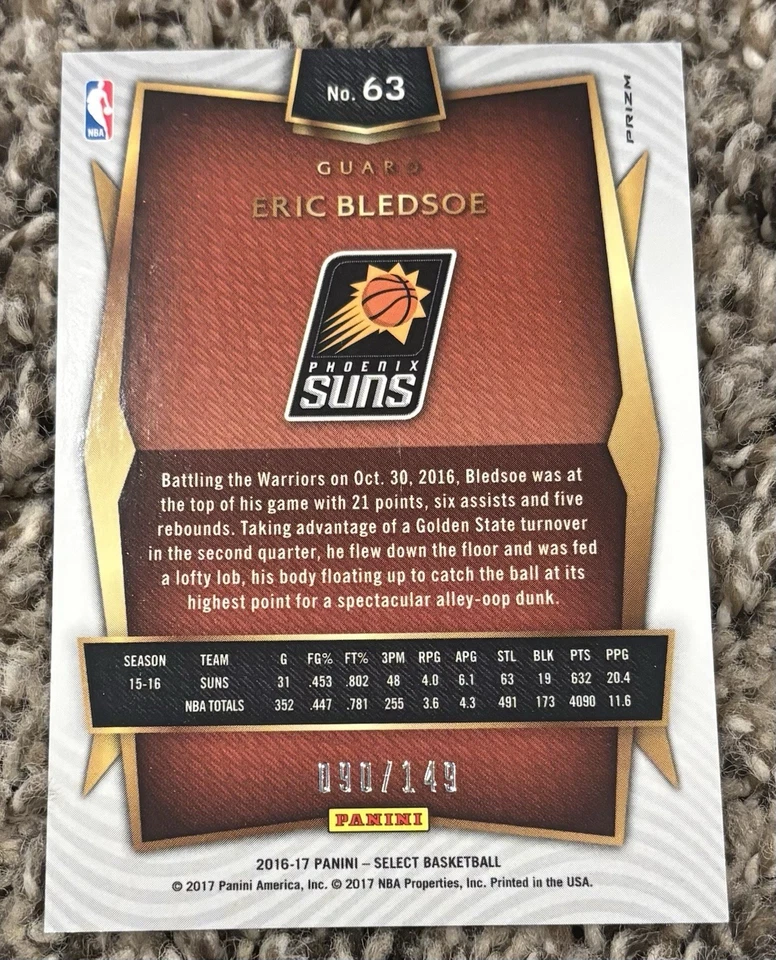 No. 63
NBA
PRIZM
GUARD
ERIC BLEDSOE
PHOENIX
SUNS
Battling the Warriors on Oct. 30, 2016, Bledsoe was at
the top of his game with 21 points, six assists and five
rebounds. Taking advantage of a Golden State turnover
in the second quarter, he flew down the floor and was fed
a lofty lob, his body floating up to catch the ball at its
highest point for a spectacular alley-oop dunk.
SEASON TEAM G FG% FT% 3PM RPG APG STL BLK PTS PPG
15-16 SUNS 31 .453 .802 48 4.0 6.1 63 19 632 20.4
NBA TOTALS 352 .447 .781 255 3.6 4.3 491 173 4090 11.6
090/149
PANINI
2016-17 PANINI – SELECT BASKETBALL
© 2017 Panini America, Inc. © 2017 NBA Properties, Inc. Printed in the USA.